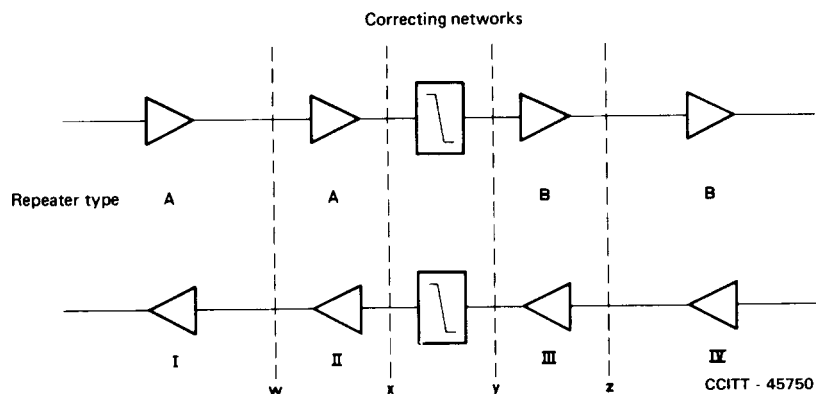 Correcting networks
Repeater type A A B B
I II III IV
w x y z
CCITT - 45750